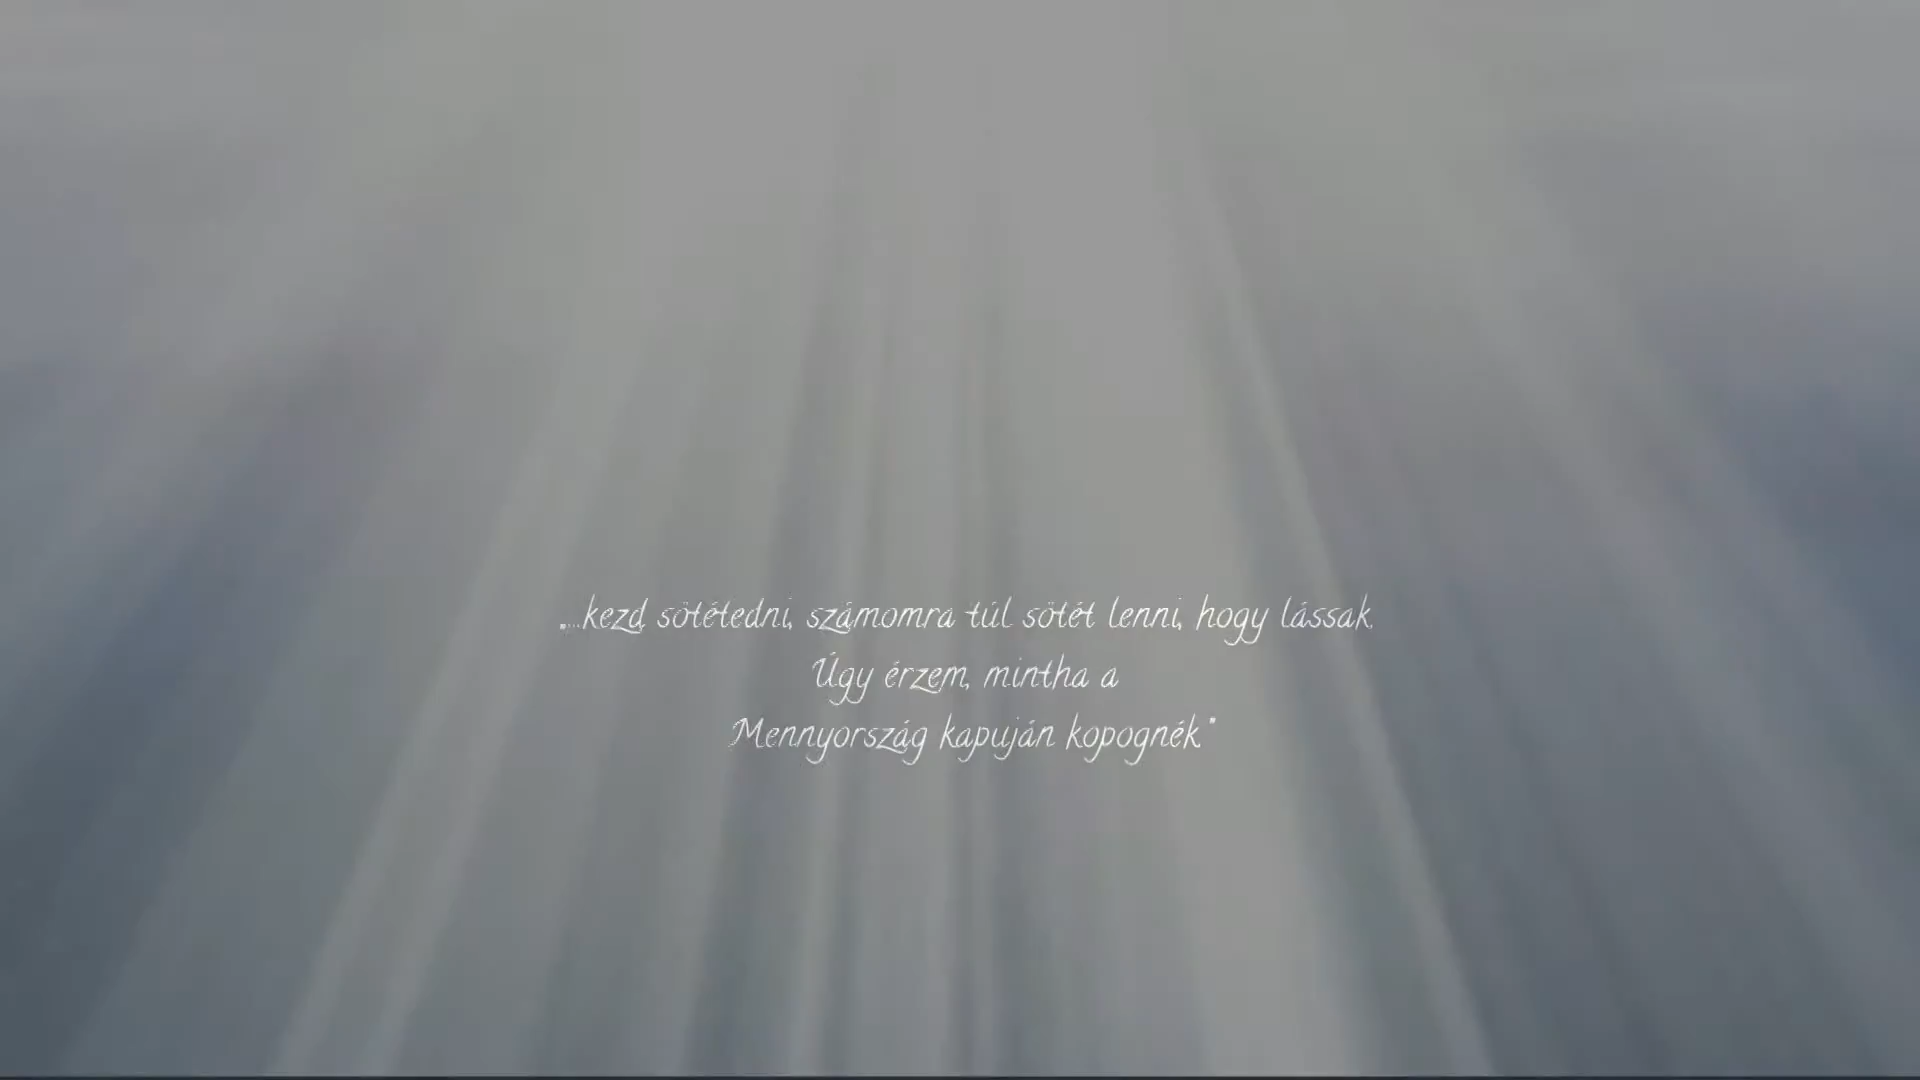 „...kezd sötétedni, számomra túl sötét lenni, hogy lássak.
Úgy érzem, mintha a
Mennyország kapuján kopognék"